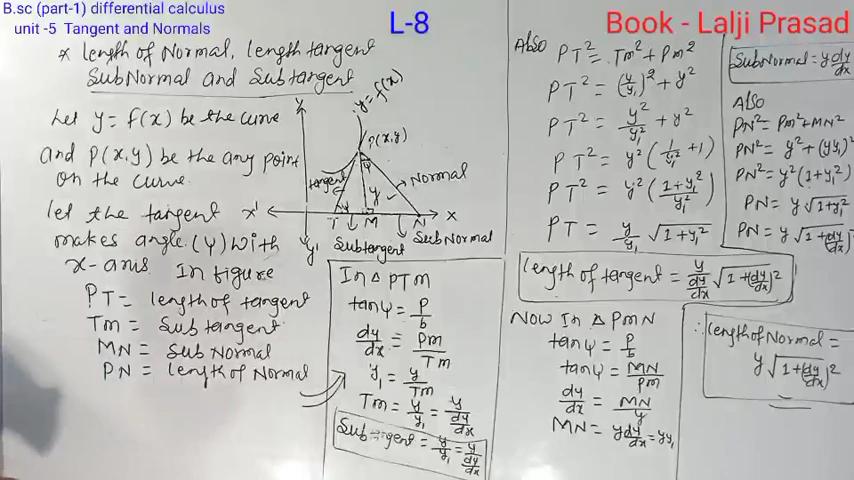 B.sc (part-1) differential calculus
unit -5 Tangent and Normals
L-8
Book - Lalji Prasad
* length of Normal, length tangent
SubNormal and Subtangent
Let y = f(x) be the curve
and P(x,y) be the any point
on the curve.
let the tangent
makes angle (ψ) with
x-axis. In figure
PT = length of tangent
Tm = Subtangent
MN = SubNormal
PN = length of Normal
Y
y=f(x)
P(x,y)
ψ
tangent
y
Normal
x'
ψ
T
M
N
x
y'
Subtangent
SubNormal
In Δ PTM
tanψ = P/b
dy/dx = Pm/Tm
y₁ = y/Tm
Tm = y/y₁ = y/(dy/dx)
Subtangent = y/y₁ = y/(dy/dx)
Also PT² = Tm² + Pm²
PT² = (y/y₁)² + y²
PT² = y²/y₁² + y²
PT² = y² (1/y₁² + 1)
PT² = y² ((1+y₁²)/y₁²)
PT = y/y₁ √(1+y₁²)
length of tangent = y/(dy/dx) √(1+(dy/dx)²)
Now In Δ PMN
tanψ = P/b
tanψ = MN/PM
dy/dx = MN/y
MN = y dy/dx = yy₁
SubNormal = y dy/dx
Also
PN² = Pm² + MN²
PN² = y² + (yy₁)²
PN² = y² (1+y₁²)
PN = y √(1+y₁²)
PN = y √(1+(dy/dx)²)
∴ length of Normal =
y √(1+(dy/dx)²)